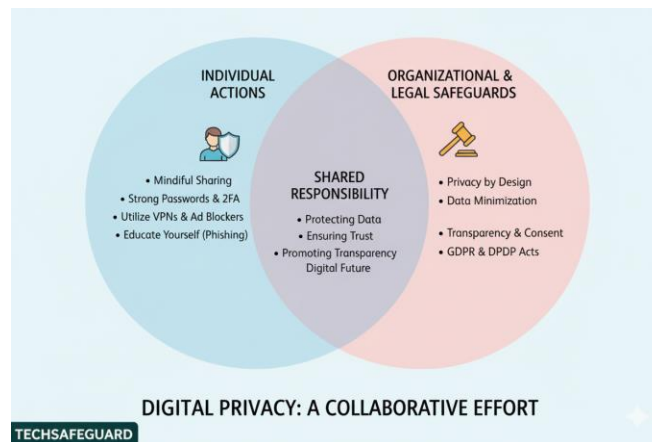 INDIVIDUAL
ACTIONS
• Mindiful Sharing
• Strong Passwords & 2FA
• Utilize VPNs & Ad Blockers
• Educate Yourself (Phishing)
SHARED
RESPONSIBILITY
• Protecting Data
• Ensuring Trust
• Promoting Transparency
Digital Future
ORGANIZATIONAL &
LEGAL SAFEGUARDS
• Privacy by Design
• Data Minimization
• Transparency & Consent
• GDPR & DPDP Acts
DIGITAL PRIVACY: A COLLABORATIVE EFFORT
TECHSAFEGUARD